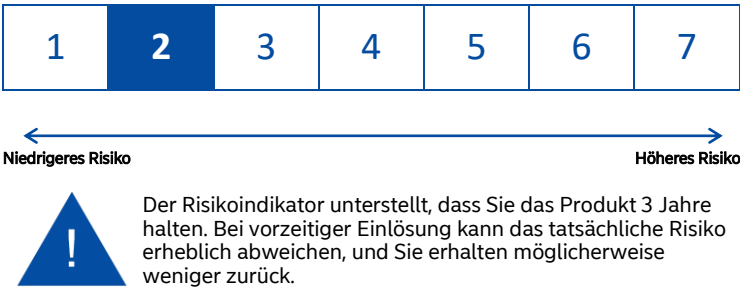 1 2 3 4 5 6 7
Niedrigeres Risiko Höheres Risiko
Der Risikoindikator unterstellt, dass Sie das Produkt 3 Jahre
halten. Bei vorzeitiger Einlösung kann das tatsächliche Risiko
erheblich abweichen, und Sie erhalten möglicherweise
weniger zurück.
!